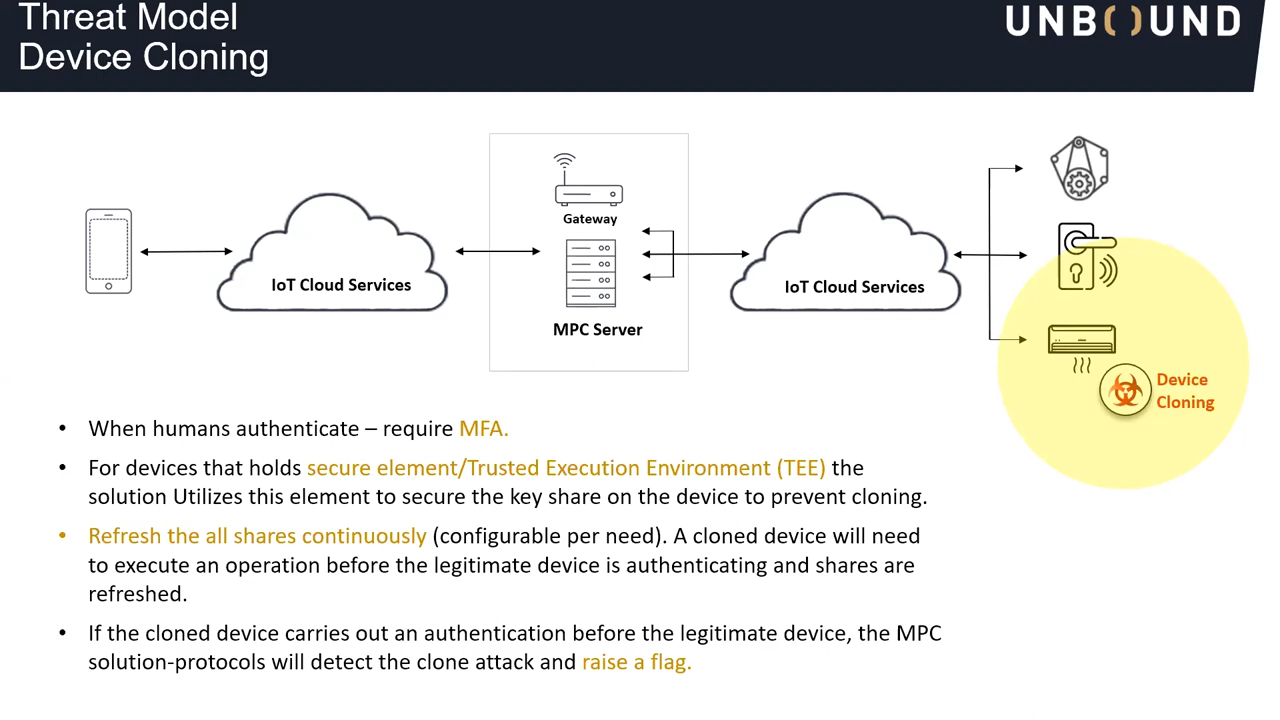 Threat Model
Device Cloning
UNBOUND
Gateway
IoT Cloud Services
IoT Cloud Services
MPC Server
Device
Cloning
• When humans authenticate – require MFA.
• For devices that holds secure element/Trusted Execution Environment (TEE) the
solution Utilizes this element to secure the key share on the device to prevent cloning.
• Refresh the all shares continuously (configurable per need). A cloned device will need
to execute an operation before the legitimate device is authenticating and shares are
refreshed.
• If the cloned device carries out an authentication before the legitimate device, the MPC
solution-protocols will detect the clone attack and raise a flag.